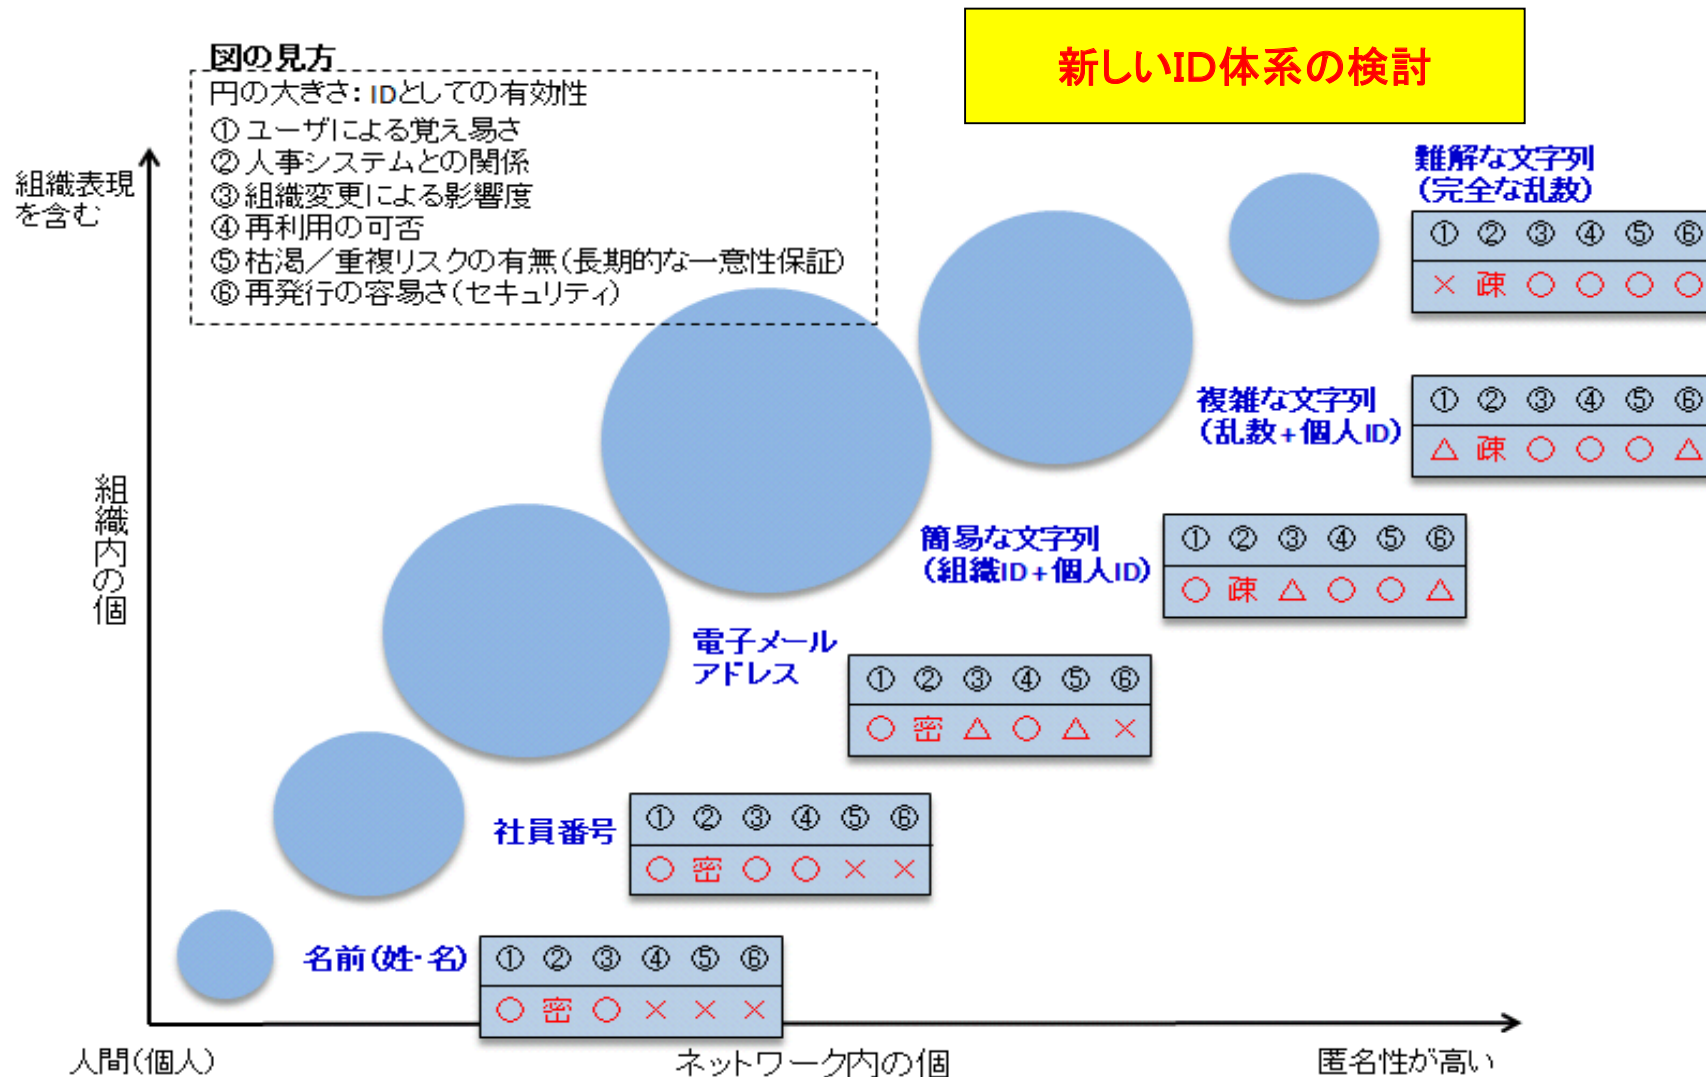 新しいID体系の検討
図の見方
円の大きさ：IDとしての有効性
① ユーザによる覚え易さ
② 人事システムとの関係
③ 組織変更による影響度
④ 再利用の可否
⑤ 枯渇／重複リスクの有無（長期的な一意性保証）
⑥ 再発行の容易さ（セキュリティ）
組織表現
を含む
組織内の個
難解な文字列
（完全な乱数）
① ② ③ ④ ⑤ ⑥
× 疎 ○ ○ ○ ○
複雑な文字列
（乱数＋個人ID）
① ② ③ ④ ⑤ ⑥
△ 疎 ○ ○ ○ △
簡易な文字列
（組織ID＋個人ID）
① ② ③ ④ ⑤ ⑥
○ 疎 △ ○ ○ △
電子メール
アドレス
① ② ③ ④ ⑤ ⑥
○ 密 △ ○ △ ×
社員番号
① ② ③ ④ ⑤ ⑥
○ 密 ○ ○ × ×
名前（姓・名）
① ② ③ ④ ⑤ ⑥
○ 密 ○ × × ×
人間（個人）
ネットワーク内の個
匿名性が高い